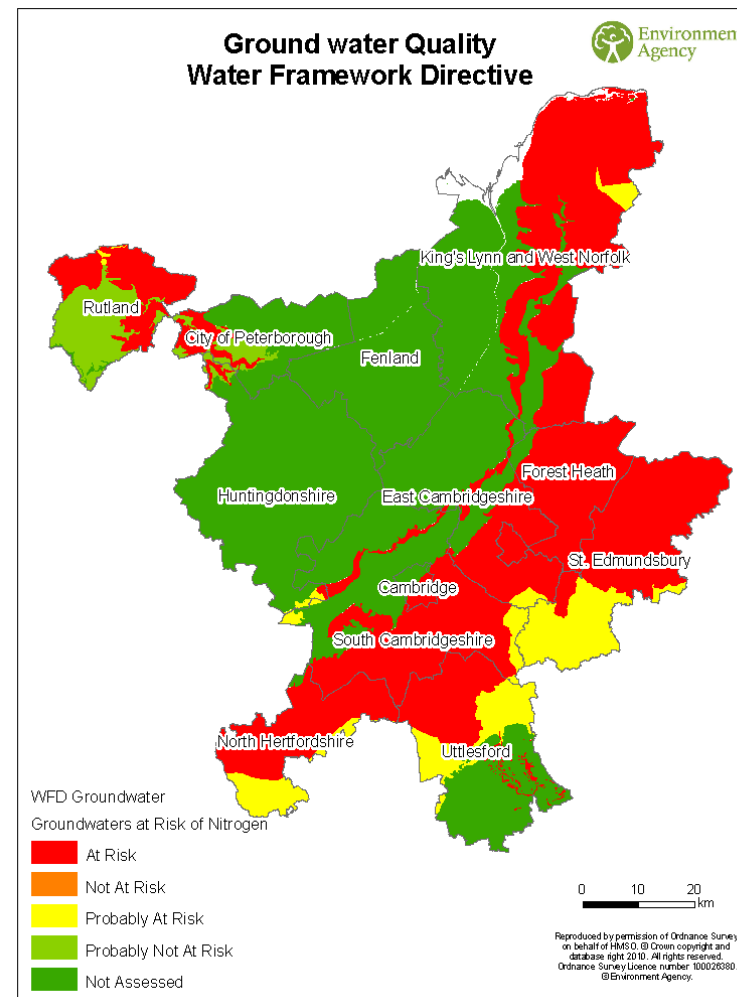 Ground water Quality
Water Framework Directive
Environment
Agency
King's Lynn and West Norfolk
Rutland
City of Peterborough
Fenland
Forest Heath
Huntingdonshire
East Cambridgeshire
St. Edmundsbury
Cambridge
South Cambridgeshire
North Hertfordshire
Uttlesford
WFD Groundwater
Groundwaters at Risk of Nitrogen
At Risk
Not At Risk
Probably At Risk
Probably Not At Risk
Not Assessed
0 10 20
km
Reproduced by permission of Ordnance Survey
on behalf of HMSO. © Crown copyright and
database right 2010. All rights reserved.
Ordnance Survey Licence number 100026380.
© Environment Agency.